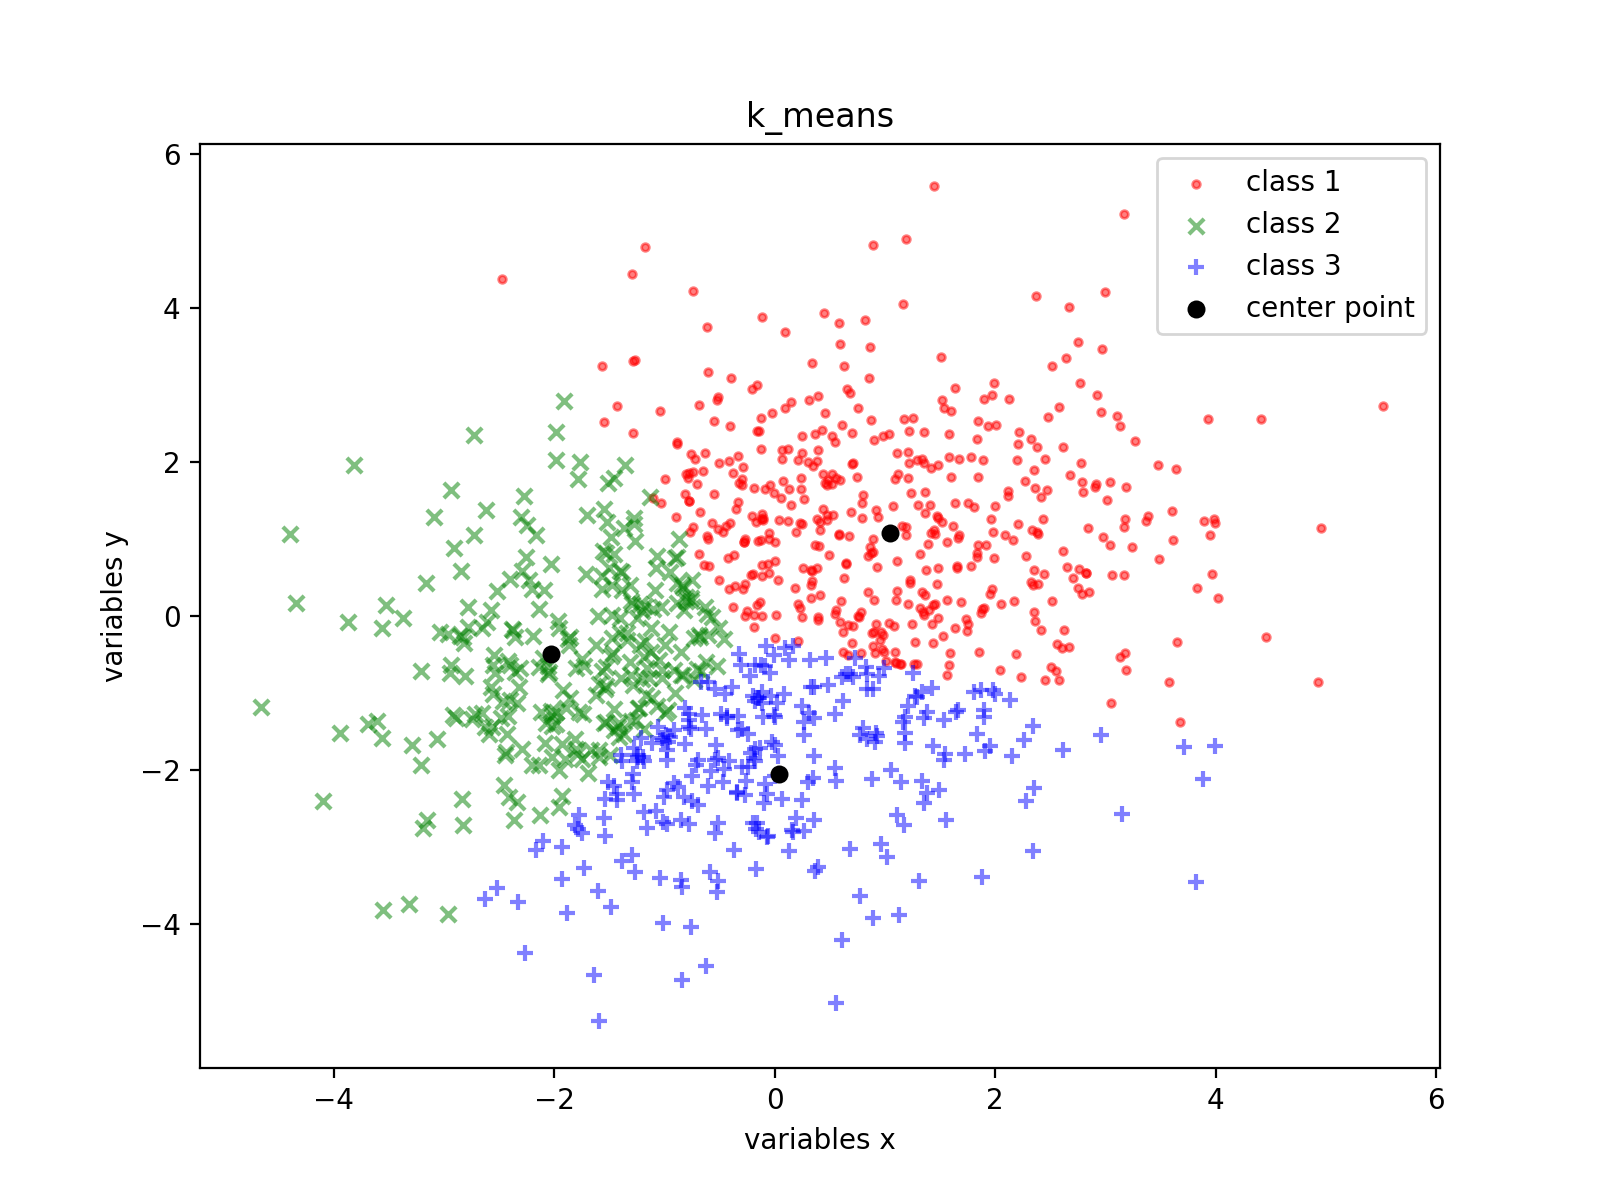 k_means
class 1
class 2
class 3
center point
6
4
2
0
−2
−4
variables y
−4
−2
0
2
4
6
variables x